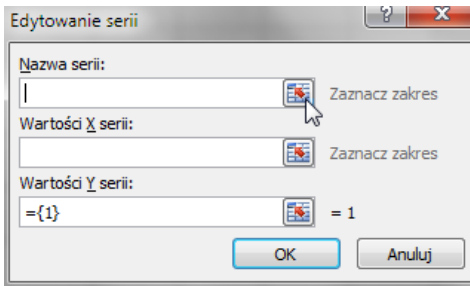 Edytowanie serii
Nazwa serii:
Zaznacz zakres
Wartości X serii:
Zaznacz zakres
Wartości Y serii:
={1} = 1
OK Anuluj